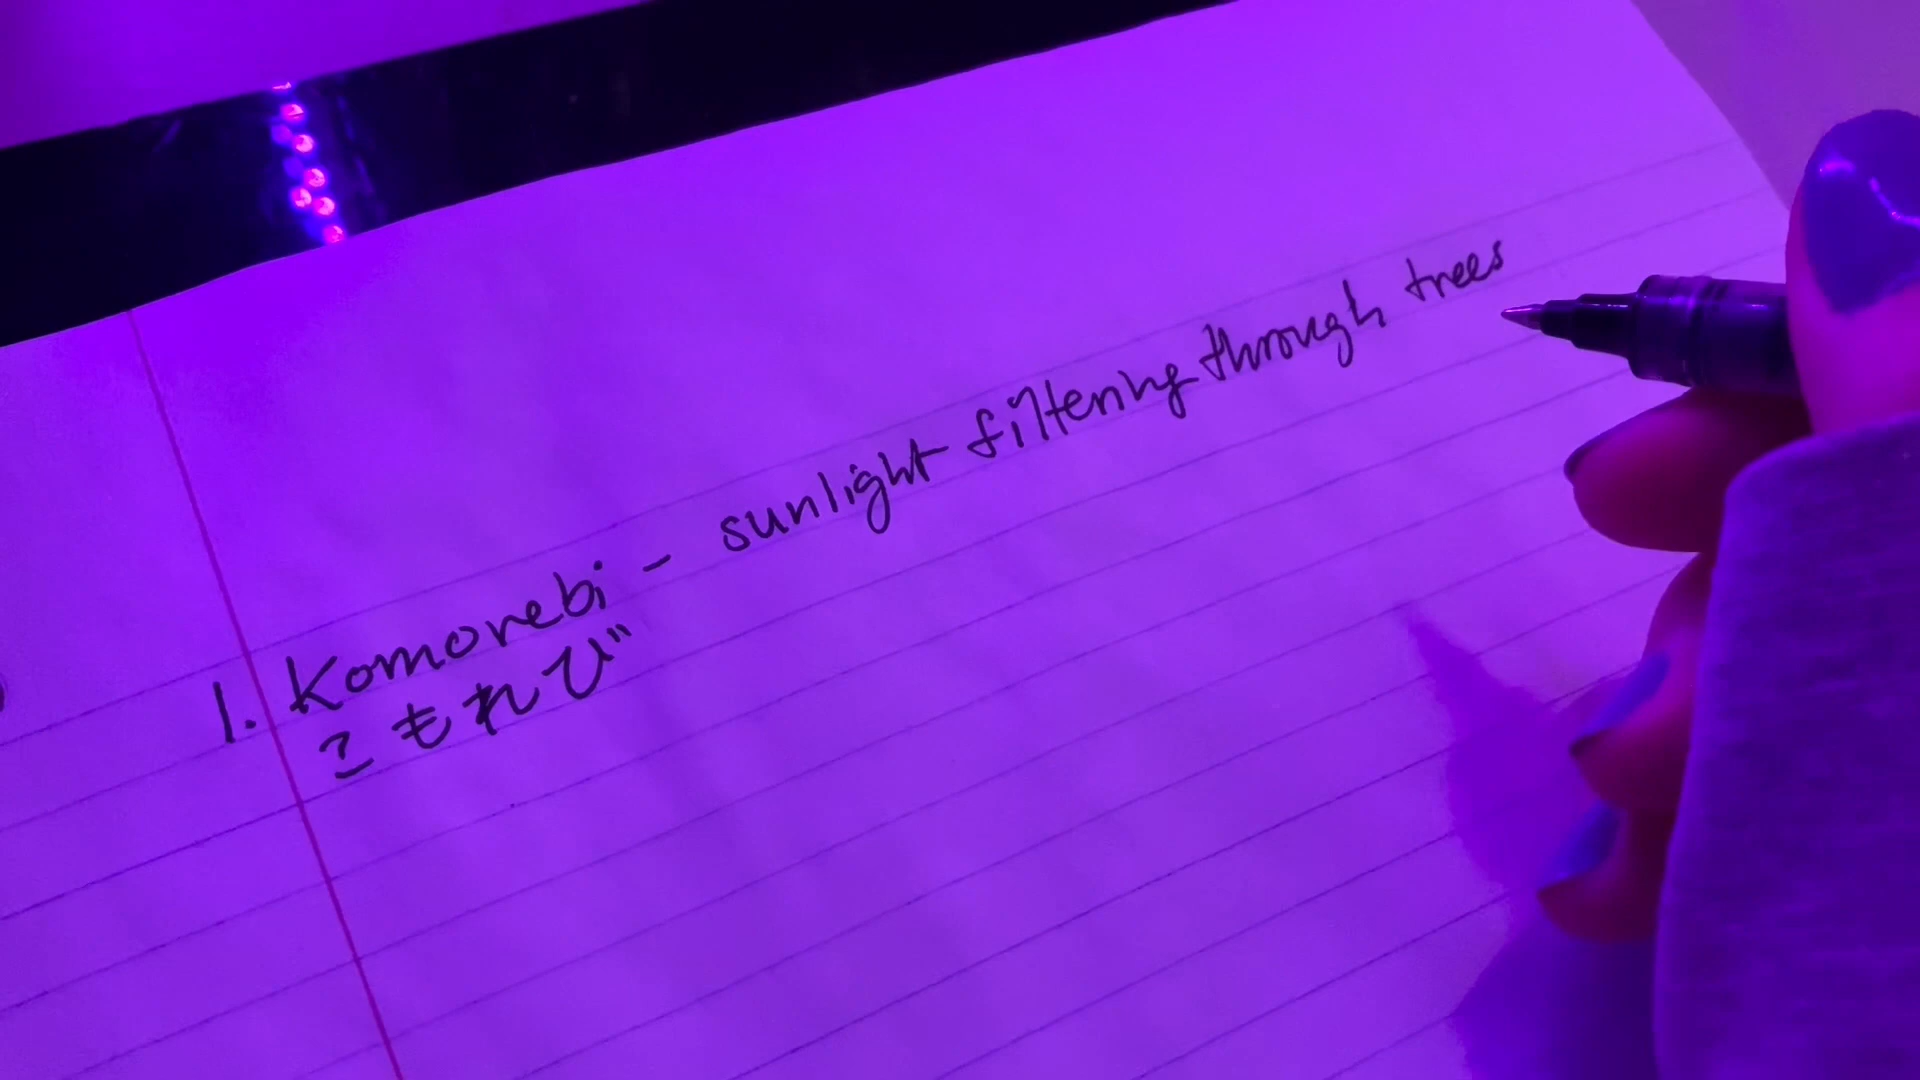 1. Komorebi - sunlight filtering through trees
こもれび